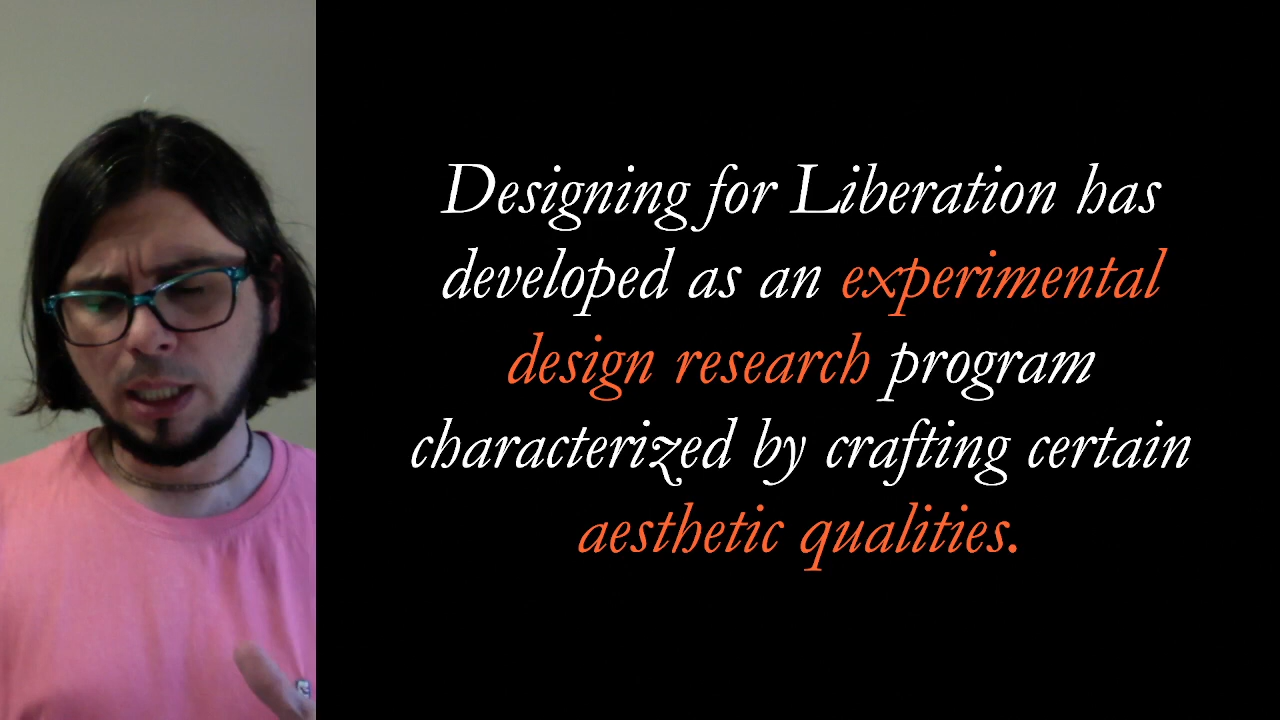 Designing for Liberation has
developed as an experimental
design research program
characterized by crafting certain
aesthetic qualities.